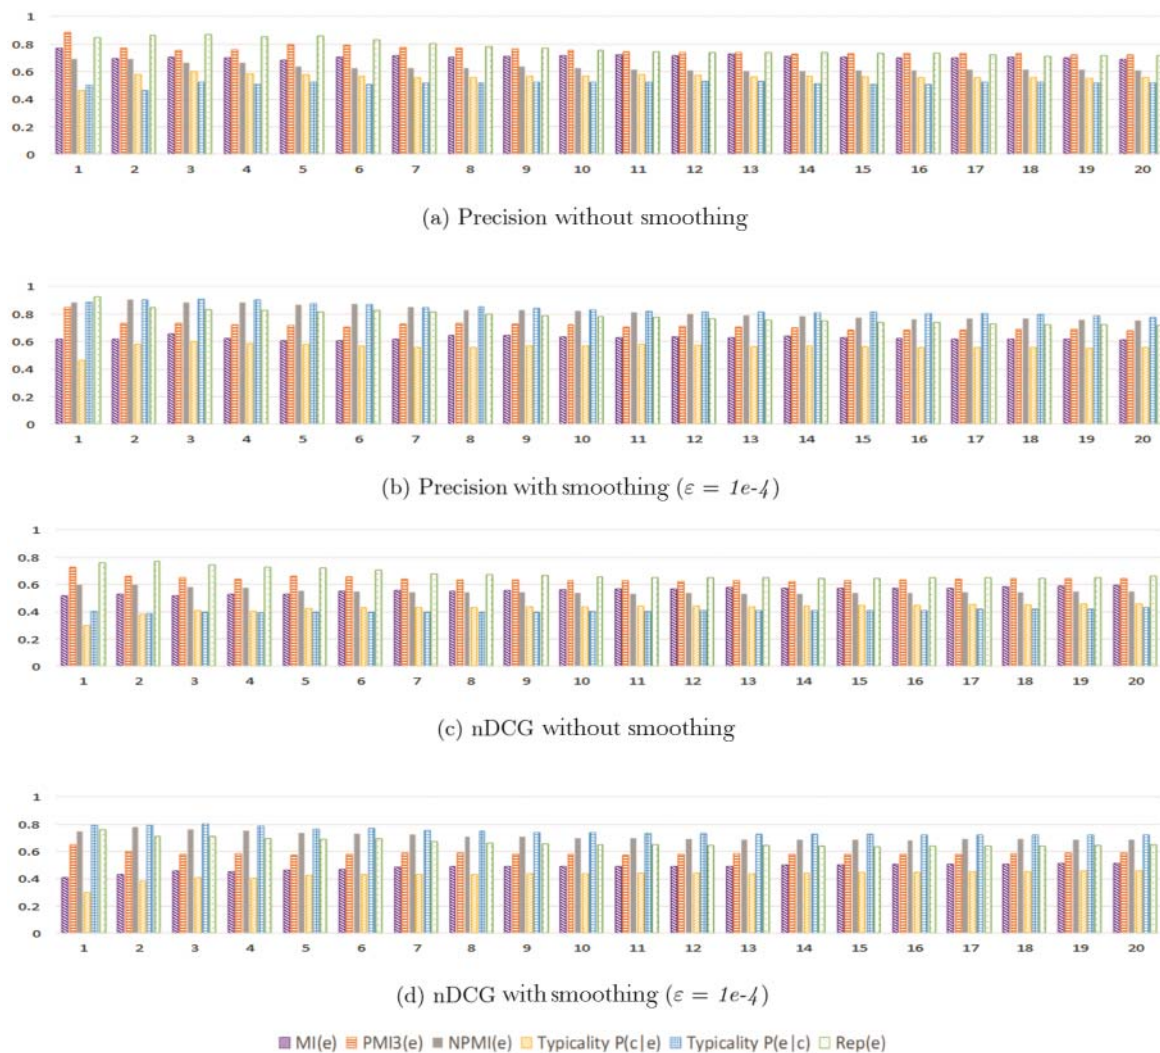 1
0.8
0.6
0.4
0.2
0
1 2 3 4 5 6 7 8 9 10 11 12 13 14 15 16 17 18 19 20
(a) Precision without smoothing
1
0.8
0.6
0.4
0.2
0
1 2 3 4 5 6 7 8 9 10 11 12 13 14 15 16 17 18 19 20
(b) Precision with smoothing (ε = 1e-4)
1
0.8
0.6
0.4
0.2
0
1 2 3 4 5 6 7 8 9 10 11 12 13 14 15 16 17 18 19 20
(c) nDCG without smoothing
1
0.8
0.6
0.4
0.2
0
1 2 3 4 5 6 7 8 9 10 11 12 13 14 15 16 17 18 19 20
(d) nDCG with smoothing (ε = 1e-4)
MI(e) PMI3(e) NPMI(e) Typicality P(c|e) Typicality P(e|c) Rep(e)